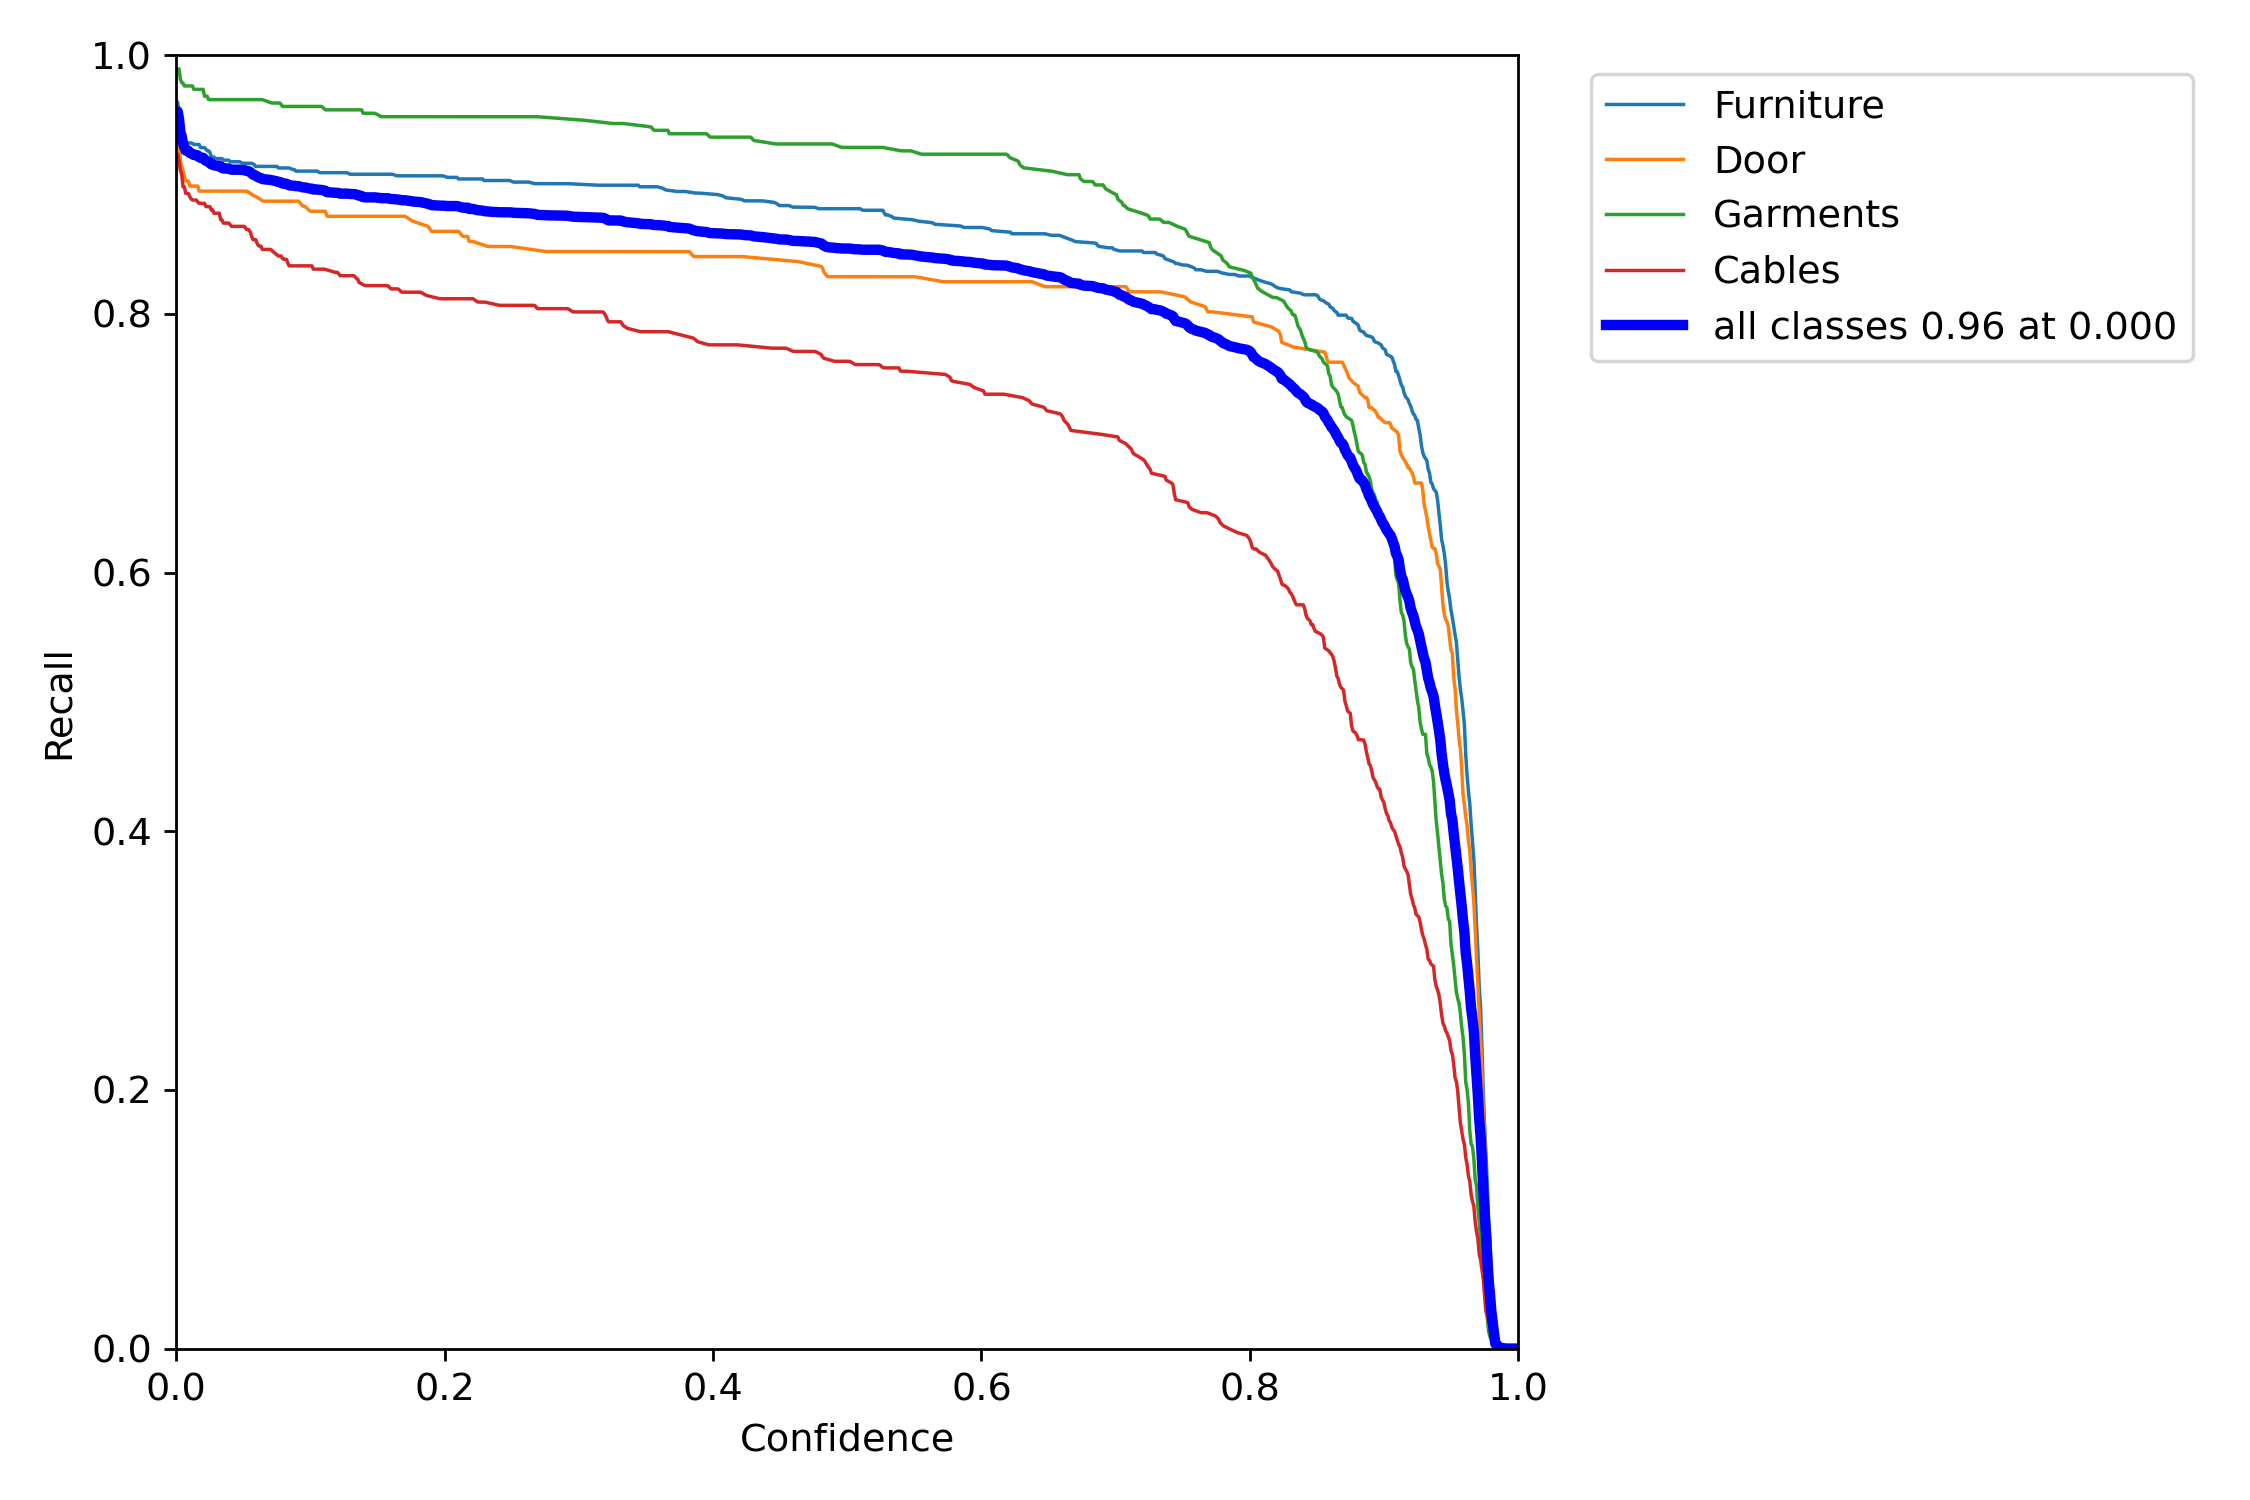 1.0
0.8
0.6
0.4
0.2
0.0
Recall
0.0 0.2 0.4 0.6 0.8 1.0
Confidence
Furniture
Door
Garments
Cables
all classes 0.96 at 0.000